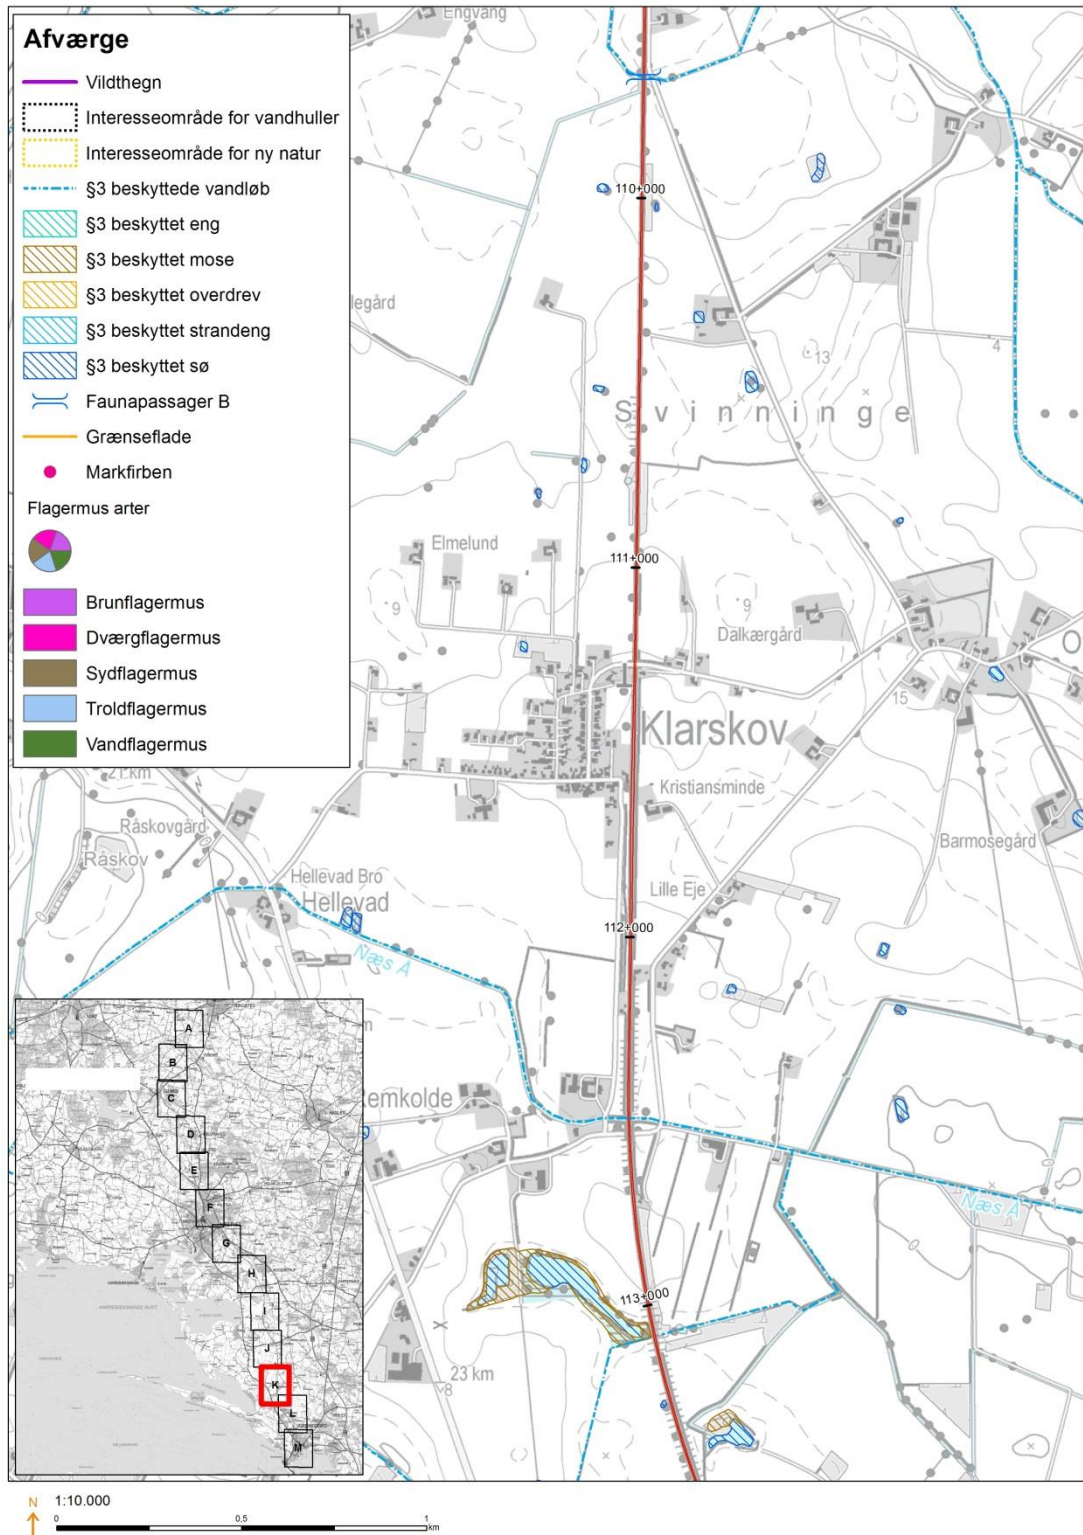 Afværge
Vildthegn
Interesseområde for vandhuller
Interesseområde for ny natur
§3 beskyttede vandløb
§3 beskyttet eng
§3 beskyttet mose
§3 beskyttet overdrev
§3 beskyttet strandeng
§3 beskyttet sø
Faunapassager B
Grænseflade
Markfirben
Flagermus arter
Brunflagermus
Dværgflagermus
Sydflagermus
Troldflagermus
Vandflagermus
Engvang
110+000
legård
13
4
Svinninge
Elmelund
111+000
9
9
Dalkærgård
15
Klarskov
Kristiansminde
21 km
Råskovgård
Råskov
Barmosegård
Hellevad Bro
Hellevad
Lille Eje
112+000
Næs Å
emkolde
Næs Å
113+000
23 km
8
A
B
C
D
E
F
G
H
I
J
K
L
M
N
1:10.000
0
0,5
1
km